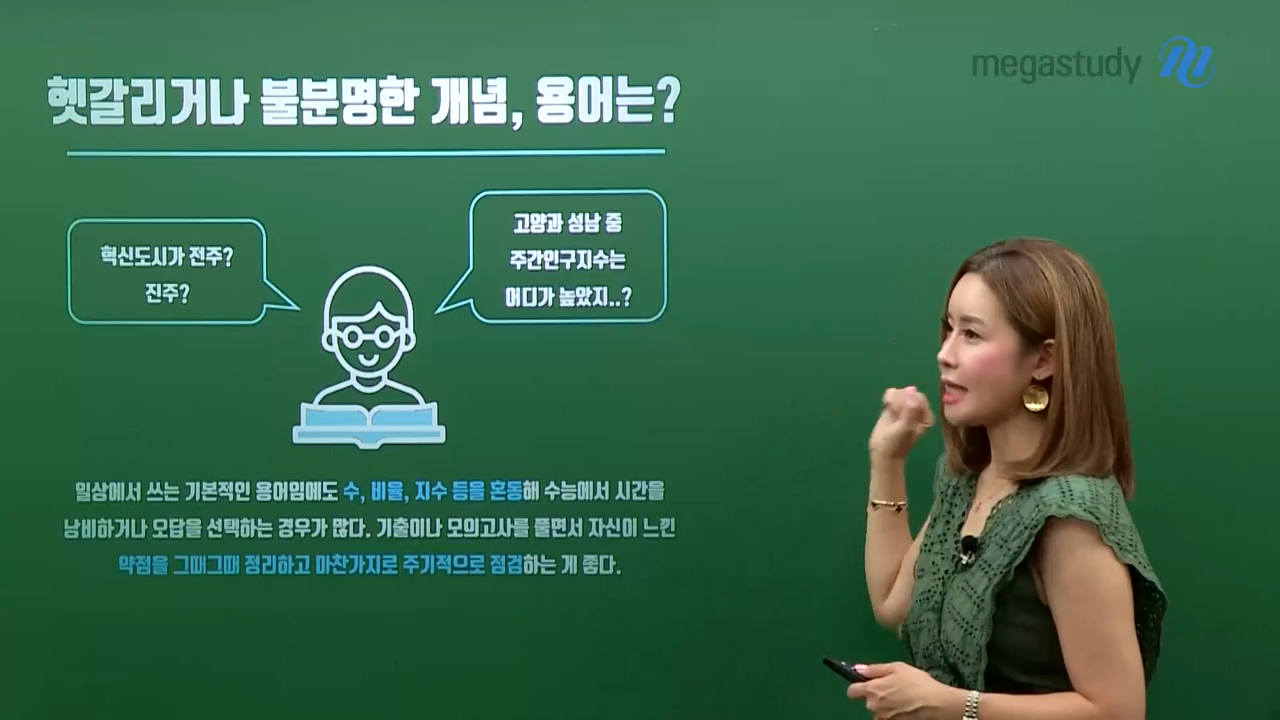 megastudy
헷갈리거나 불분명한 개념, 용어는?
혁신도시가 전주?
진주?
고양과 성남 중
주간인구지수는
어디가 높았지..?
일상에서 쓰는 기본적인 용어임에도 수, 비율, 지수 등을 혼동해 수능에서 시간을
낭비하거나 오답을 선택하는 경우가 많다. 기출이나 모의고사를 풀면서 자신이 느낀
약점을 그때그때 정리하고 마찬가지로 주기적으로 점검하는 게 좋다.